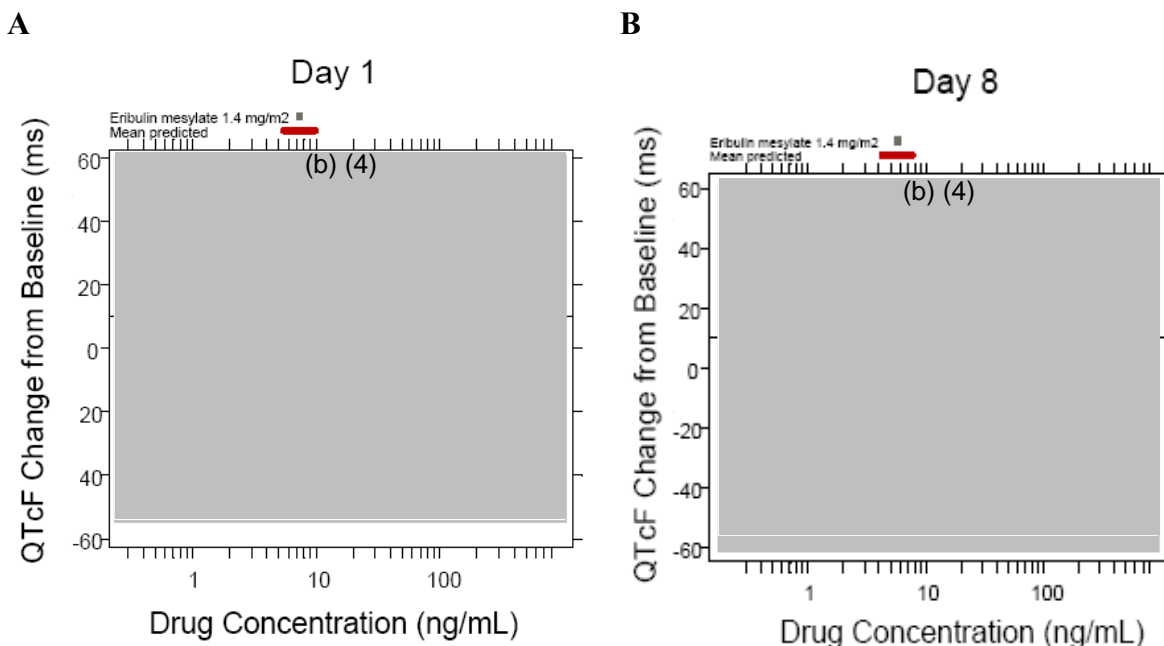 A
Day 1
Eribulin mesylate 1.4 mg/m2
Mean predicted
(b) (4)
QTcF Change from Baseline (ms)
60
40
20
0
20
40
-60
1 10 100
Drug Concentration (ng/mL)
B
Day 8
Eribulin mesylate 1.4 mg/m2
Mean predicted
(b) (4)
QTcF Change from Baseline (ms)
60
40
20
0
-20
-40
-60
1 10 100
Drug Concentration (ng/mL)